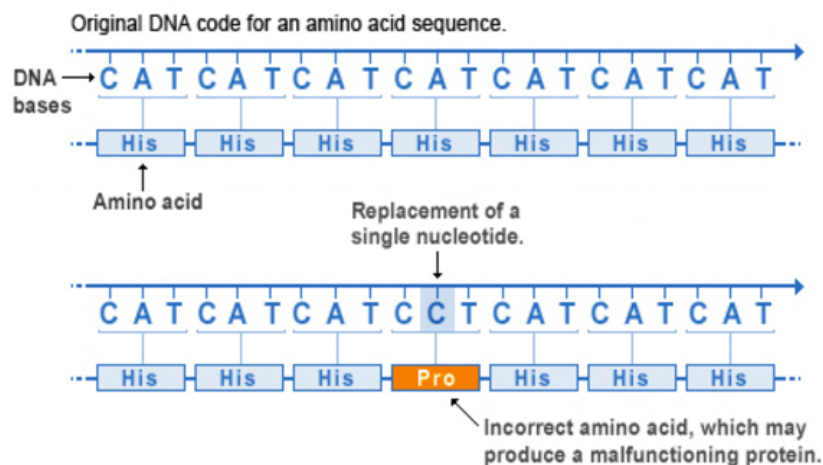 Original DNA code for an amino acid sequence.
DNA bases
C A T C A T C A T C A T C A T C A T C A T
His His His His His His His
Amino acid
Replacement of a
single nucleotide.
C A T C A T C A T C C T C A T C A T C A T
His His His Pro His His His
Incorrect amino acid, which may
produce a malfunctioning protein.